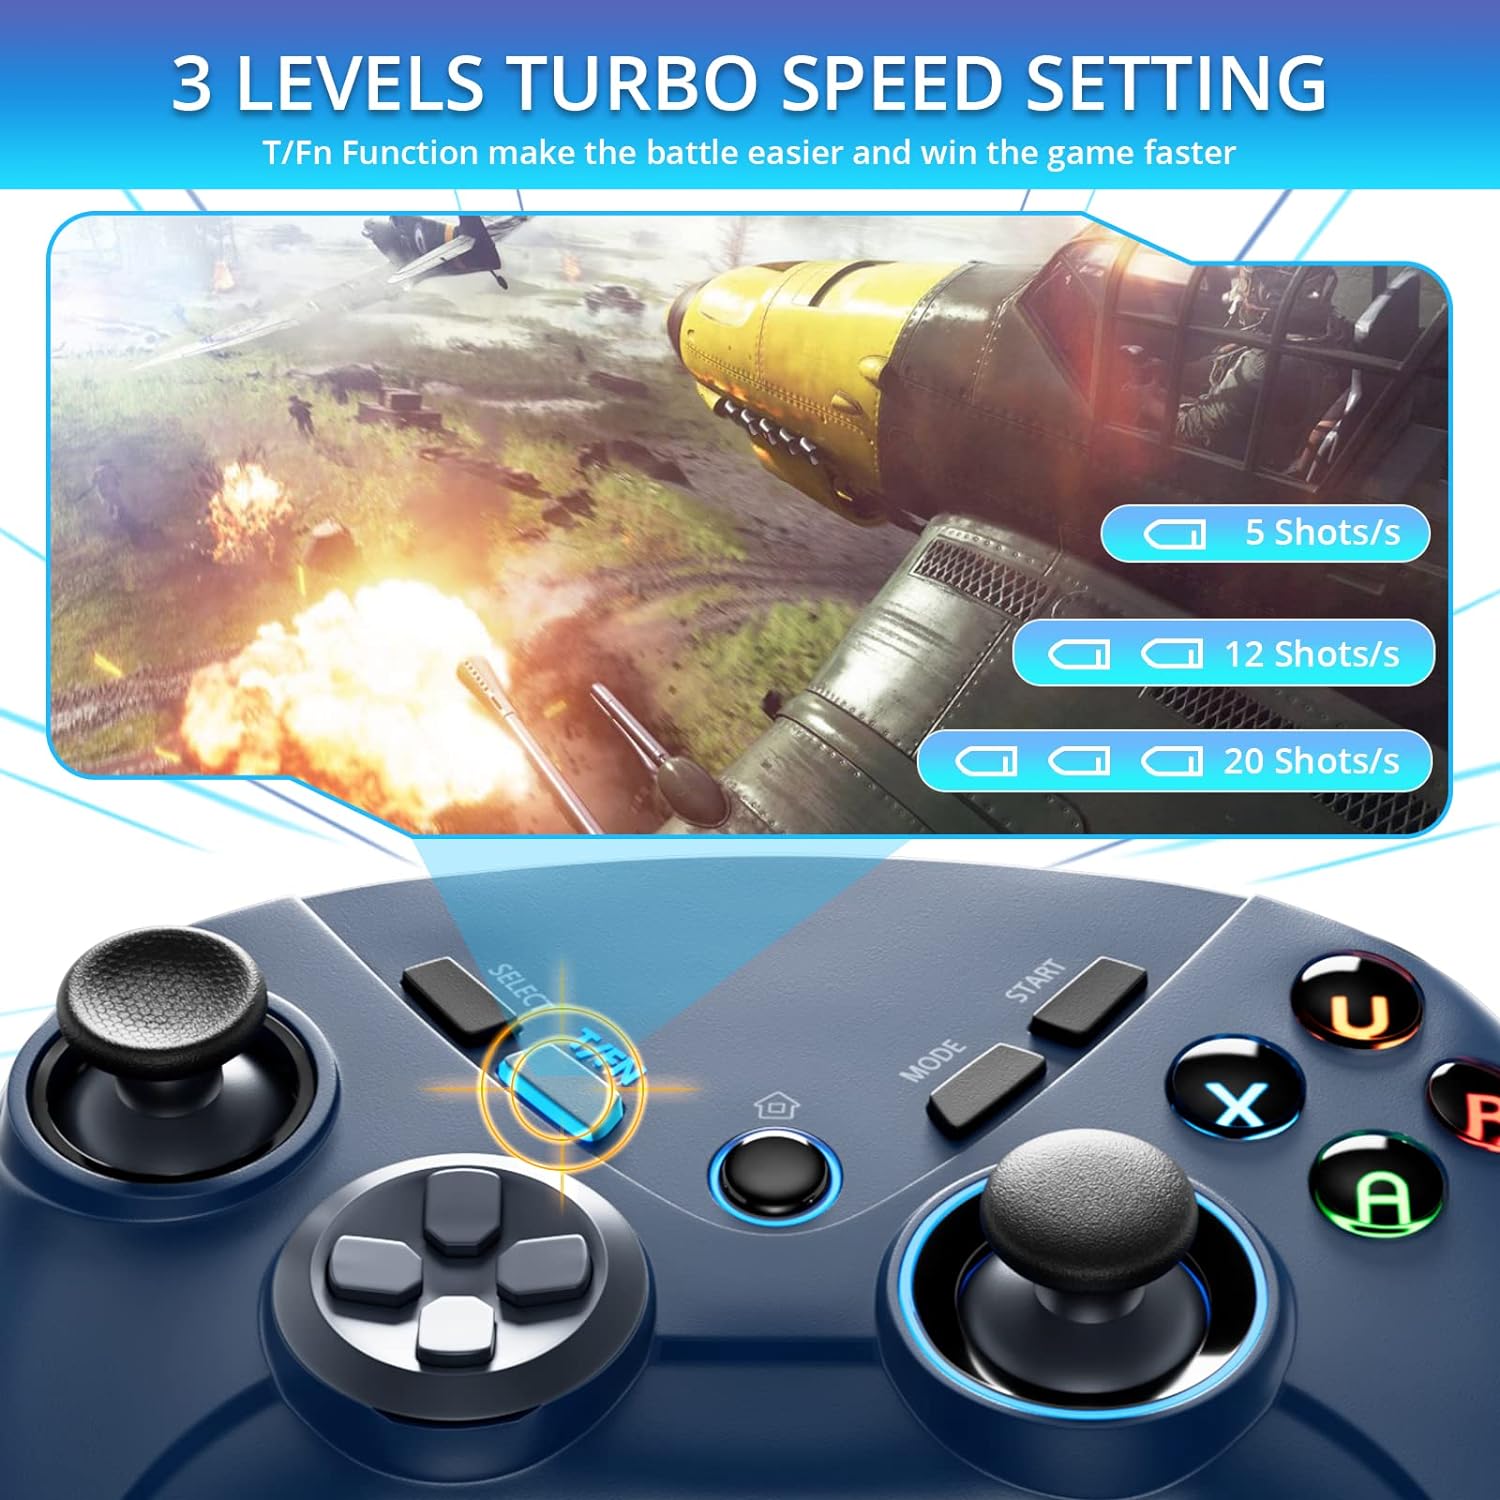 3 LEVELS TURBO SPEED SETTING
T/Fn Function make the battle easier and win the game faster
5 Shots/s
12 Shots/s
20 Shots/s
SELECT
T/FN
START
MODE
X
A